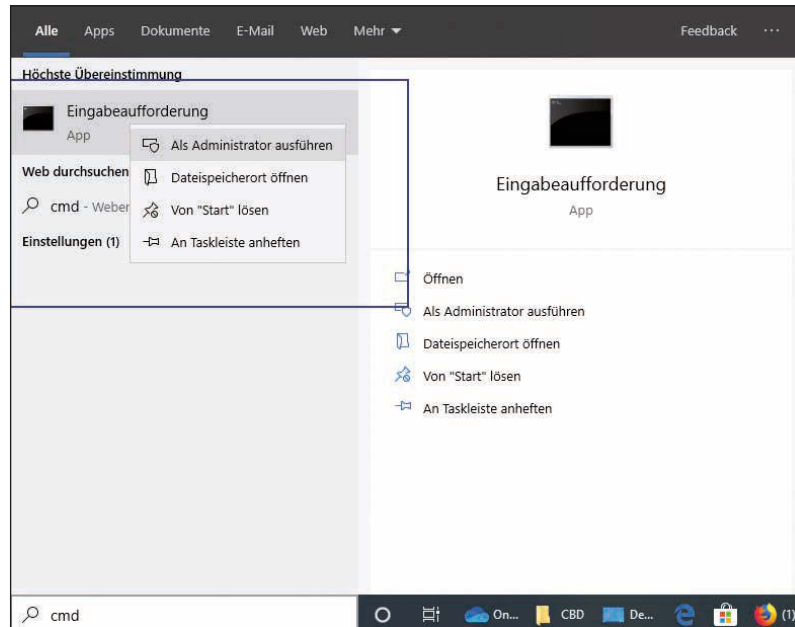 Alle Apps Dokumente E-Mail Web Mehr Feedback ...
Höchste Übereinstimmung
Eingabeaufforderung
App
Als Administrator ausführen
Dateispeicherort öffnen
Von "Start" lösen
An Taskleiste anheften
Web durchsuchen
cmd - Weber
Einstellungen (1)
Eingabeaufforderung
App
Öffnen
Als Administrator ausführen
Dateispeicherort öffnen
Von "Start" lösen
An Taskleiste anheften
cmd
On... CBD De... (1)